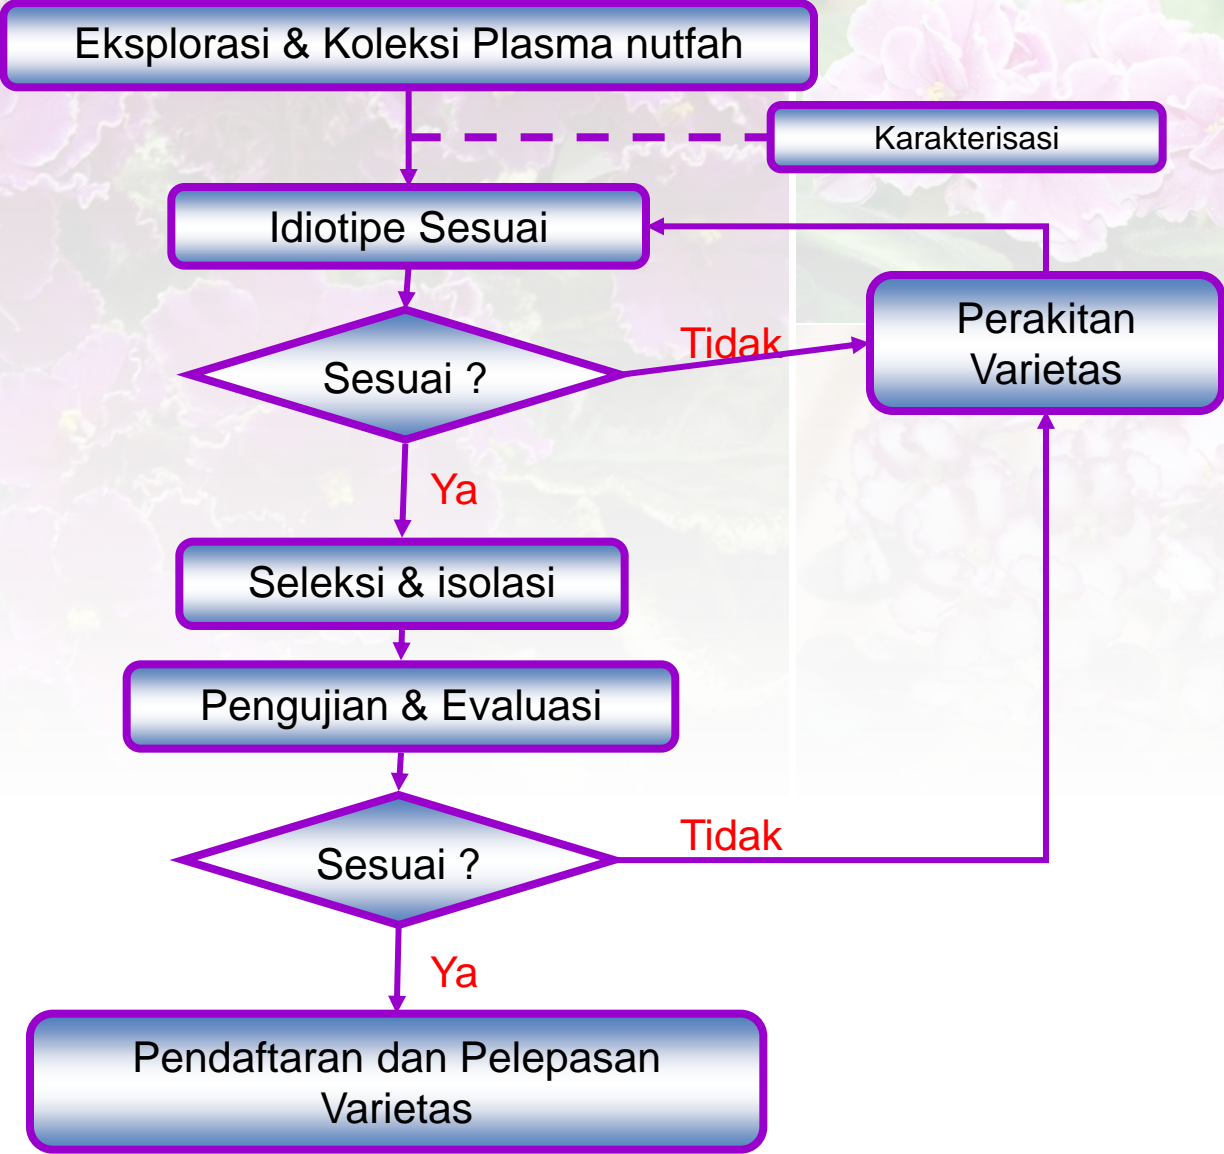 Eksplorasi & Koleksi Plasma nutfah
Karakterisasi
Idiotipe Sesuai
Perakitan
Varietas
Tidak
Sesuai ?
Ya
Seleksi & isolasi
Pengujian & Evaluasi
Tidak
Sesuai ?
Ya
Pendaftaran dan Pelepasan
Varietas